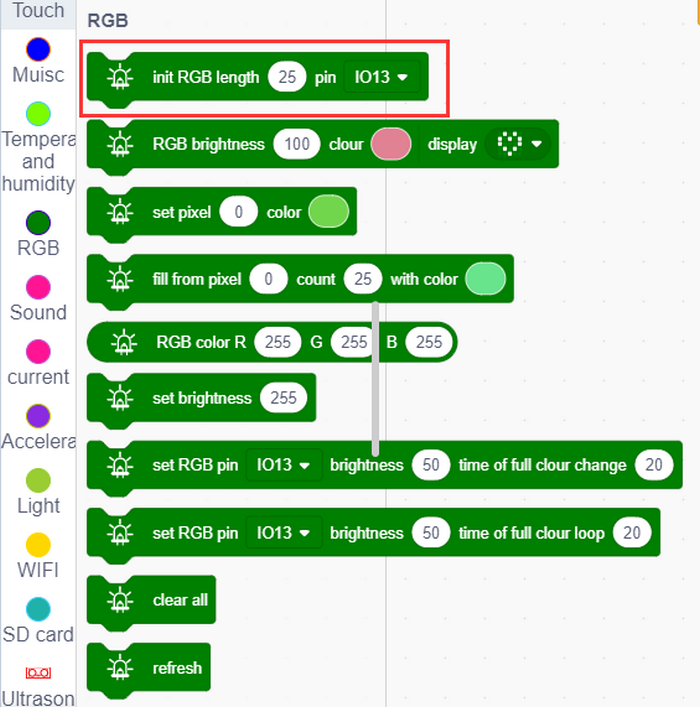 Touch
Muisc
Tempera
and
humidity
RGB
Sound
current
Accelera
Light
WIFI
SD card
Ultrason
RGB
init RGB length 25 pin IO13
RGB brightness 100 clour display
set pixel 0 color
fill from pixel 0 count 25 with color
RGB color R 255 G 255 B 255
set brightness 255
set RGB pin IO13 brightness 50 time of full clour change 20
set RGB pin IO13 brightness 50 time of full clour loop 20
clear all
refresh